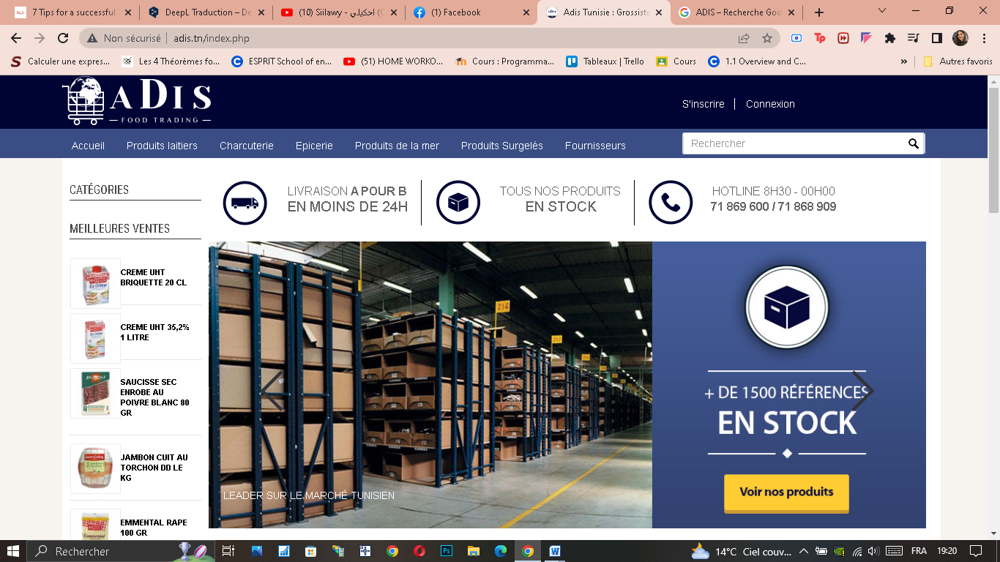 7 Tips for a successful
DeepL Traduction – De
(10) Siilawy - احكيلي (O
(1) Facebook
Adis Tunisie : Grossiste
ADIS – Recherche Goo
Non sécurisé
adis.tn/index.php
Calculer une expres...
Les 4 Théorèmes fo...
ESPRIT School of en...
(51) HOME WORKO...
Cours : Programma...
Tableaux | Trello
Cours
1.1 Overview and C...
»
Autres favoris
ADIS
FOOD TRADING
S'inscrire
Connexion
Accueil
Produits laitiers
Charcuterie
Epicerie
Produits de la mer
Produits Surgelés
Fournisseurs
Rechercher
CATÉGORIES
MEILLEURES VENTES
CREME UHT
BRIQUETTE 20 CL
CREME UHT 35,2%
1 LITRE
SAUCISSE SEC
ENROBE AU
POIVRE BLANC 80
GR
JAMBON CUIT AU
TORCHON DD LE
KG
EMMENTAL RAPE
100 GR
LIVRAISON A POUR B
EN MOINS DE 24H
TOUS NOS PRODUITS
EN STOCK
HOTLINE 8H30 - 00H00
71 869 600 / 71 868 909
214
212
LEADER SUR LE MARCHÉ TUNISIEN
+ DE 1500 RÉFÉRENCES
EN STOCK
Voir nos produits
Rechercher
14°C Ciel couv...
FRA
19:20